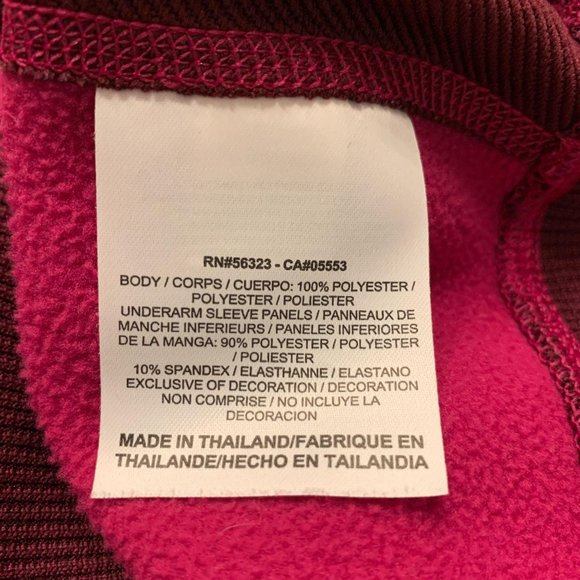 RN#56323 - CA#05553
BODY / CORPS / CUERPO: 100% POLYESTER /
POLYESTER / POLIESTER
UNDERARM SLEEVE PANELS / PANNEAUX DE
MANCHE INFERIEURS / PANELES INFERIORES
DE LA MANGA: 90% POLYESTER / POLYESTER
/ POLIESTER
10% SPANDEX / ELASTHANNE / ELASTANO
EXCLUSIVE OF DECORATION / DECORATION
NON COMPRISE / NO INCLUYE LA
DECORACION
MADE IN THAILAND/FABRIQUE EN
THAILANDE/HECHO EN TAILANDIA